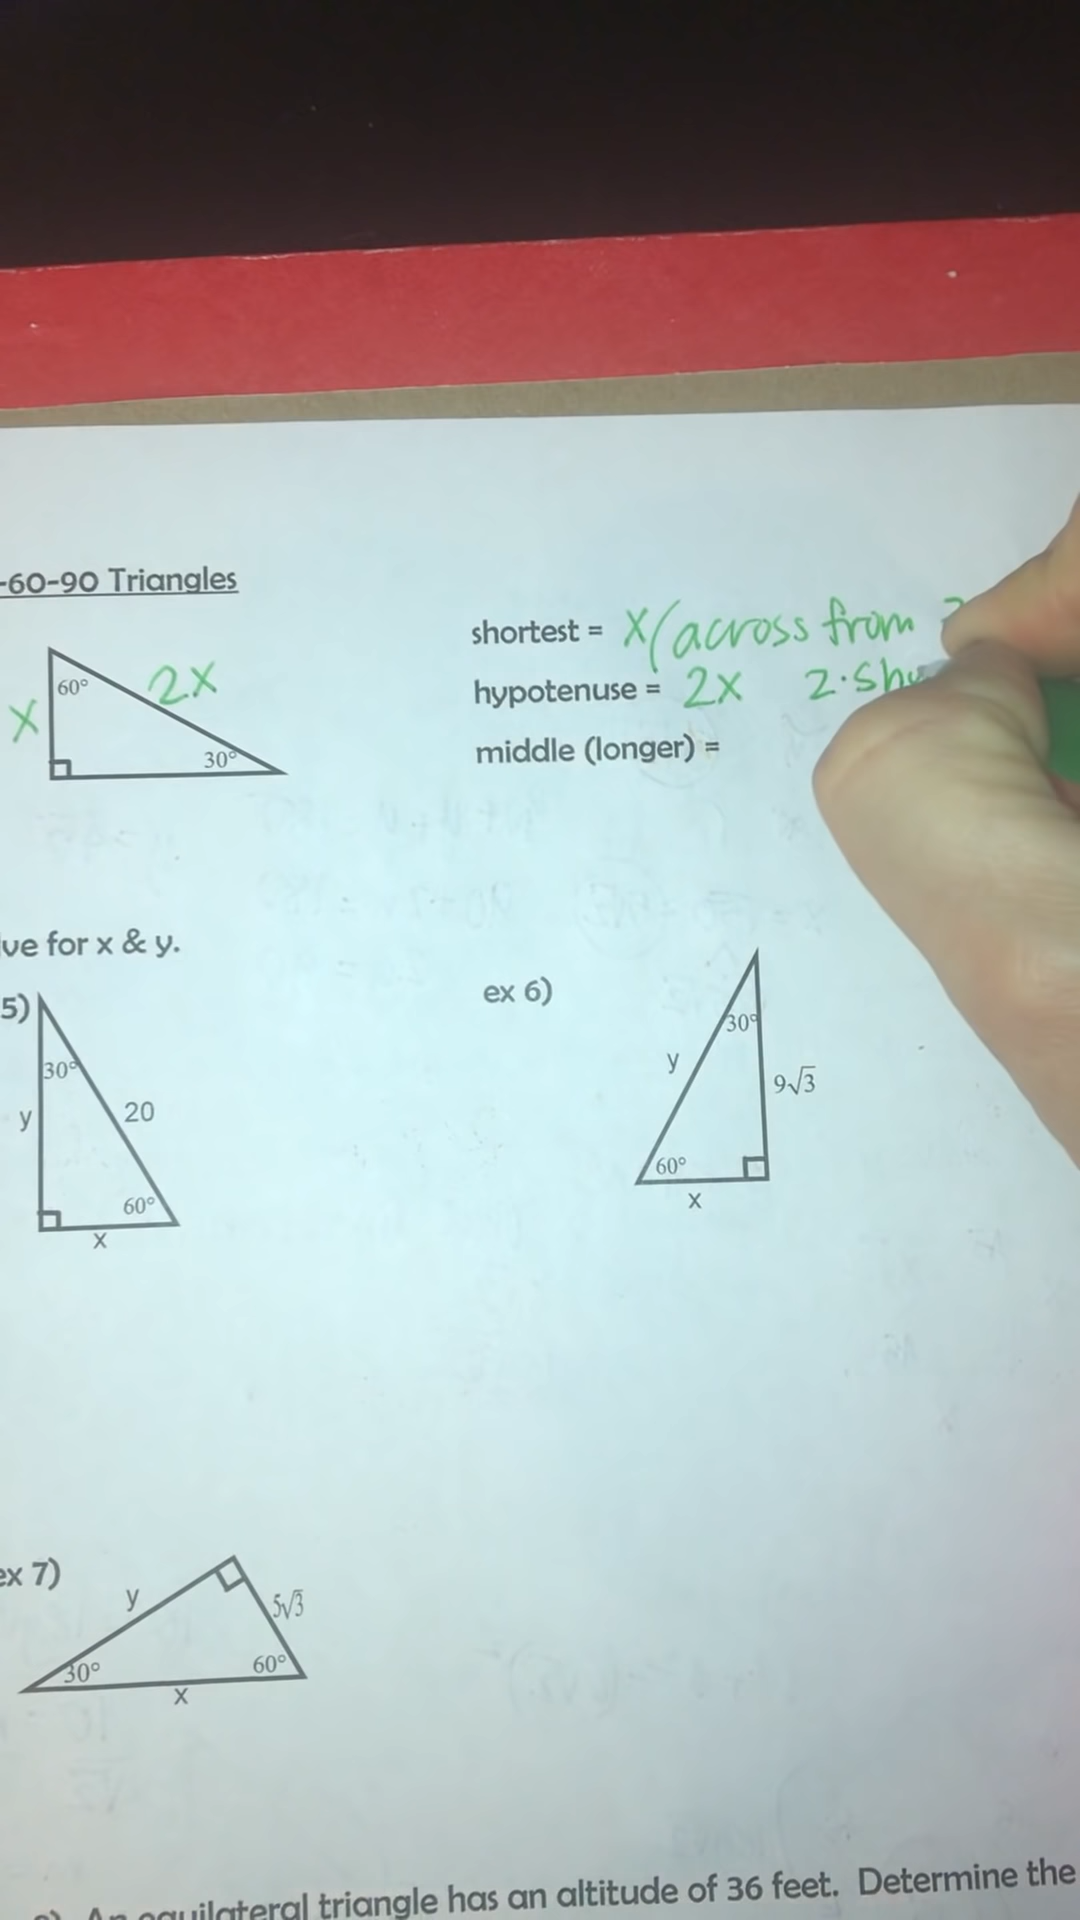 -60-90 Triangles
shortest = x (across from
hypotenuse = 2x 2·sho
middle (longer) =
60°
2x
x
30°
ve for x & y.
5)
30°
y
20
60°
x
ex 6)
30°
y
9√3
60°
x
ex 7)
y
5√3
30°
60°
x
equilateral triangle has an altitude of 36 feet. Determine the